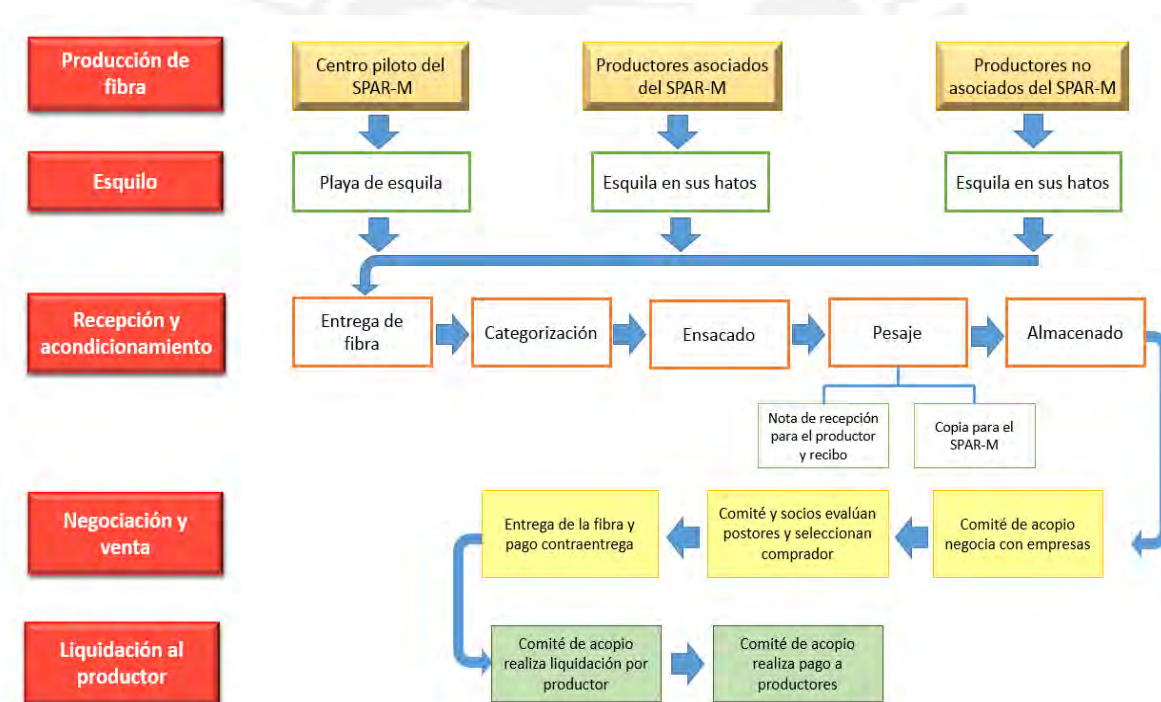 Producción de
fibra
Centro piloto del
SPAR-M
Productores asociados
del SPAR-M
Productores no
asociados del SPAR-M
Esquilo
Playa de esquila
Esquila en sus hatos
Esquila en sus hatos
Recepción y
acondicionamiento
Entrega de
fibra
Categorización
Ensacado
Pesaje
Almacenado
Nota de recepción
para el productor
y recibo
Copia para el
SPAR-M
Negociación y
venta
Entrega de la fibra y
pago contraentrega
Comité y socios evalúan
postores y seleccionan
comprador
Comité de acopio
negocia con empresas
Liquidación al
productor
Comité de acopio
realiza liquidación por
productor
Comité de acopio
realiza pago a
productores